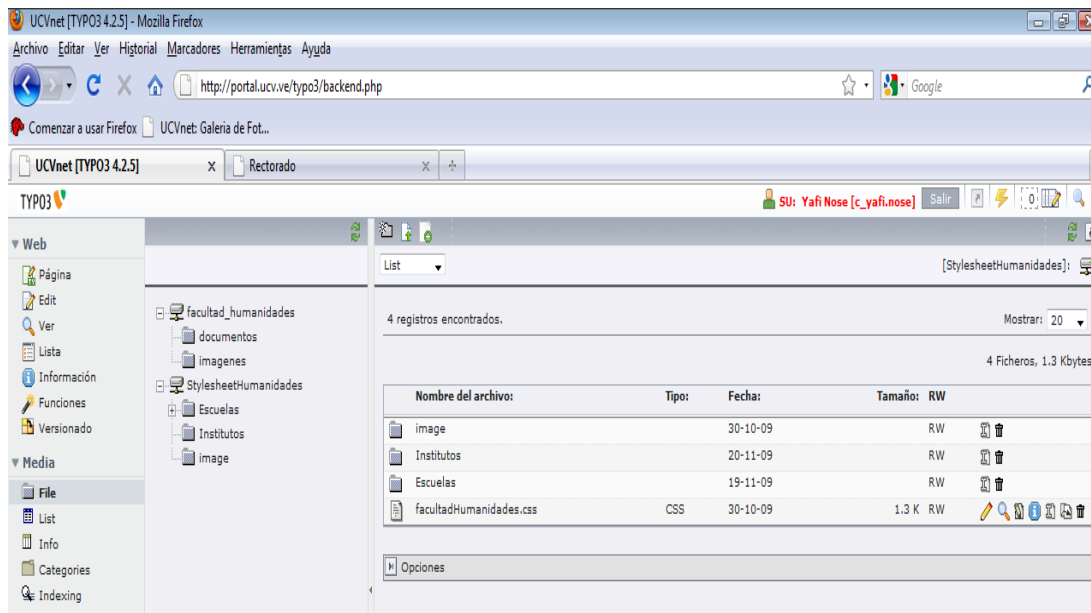 UCVnet [TYPO3 4.2.5] - Mozilla Firefox
Archivo Editar Ver Historial Marcadores Herramientas Ayuda
http://portal.ucv.ve/typo3/backend.php
Google
Comenzar a usar Firefox UCVnet: Galeria de Fot...
UCVnet [TYPO3 4.2.5] Rectorado
TYPO3 SU: Yafi Nose [c_yafi.nose] Salir 0
Web
Página
Edit
Ver
Lista
Información
Funciones
Versionado
Media
File
List
Info
Categories
Indexing
facultad_humanidades
documentos
imagenes
StylesheetHumanidades
Escuelas
Institutos
image
List [StylesheetHumanidades]:
4 registros encontrados. Mostrar: 20
4 Ficheros, 1.3 Kbytes
Nombre del archivo: Tipo: Fecha: Tamaño: RW
image 30-10-09 RW
Institutos 20-11-09 RW
Escuelas 19-11-09 RW
facultadHumanidades.css CSS 30-10-09 1.3 K RW
Opciones